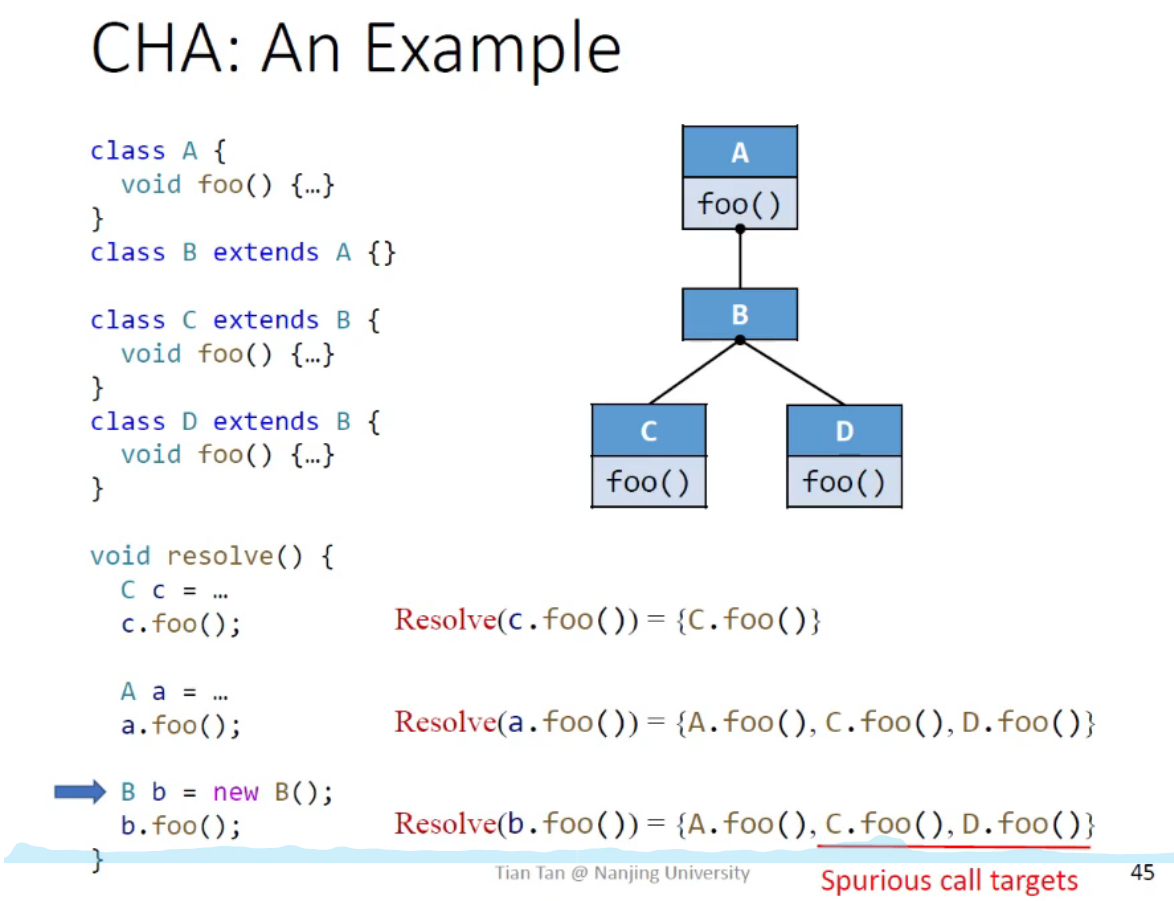 CHA: An Example
class A {
void foo() {…}
}
class B extends A {}
class C extends B {
void foo() {…}
}
class D extends B {
void foo() {…}
}
A
foo()
B
C
D
foo()
foo()
void resolve() {
C c = …
c.foo();
Resolve(c.foo()) = {C.foo()}
A a = …
a.foo();
Resolve(a.foo()) = {A.foo(), C.foo(), D.foo()}
B b = new B();
b.foo();
Resolve(b.foo()) = {A.foo(), C.foo(), D.foo()}
}
Tian Tan @ Nanjing University
Spurious call targets
45